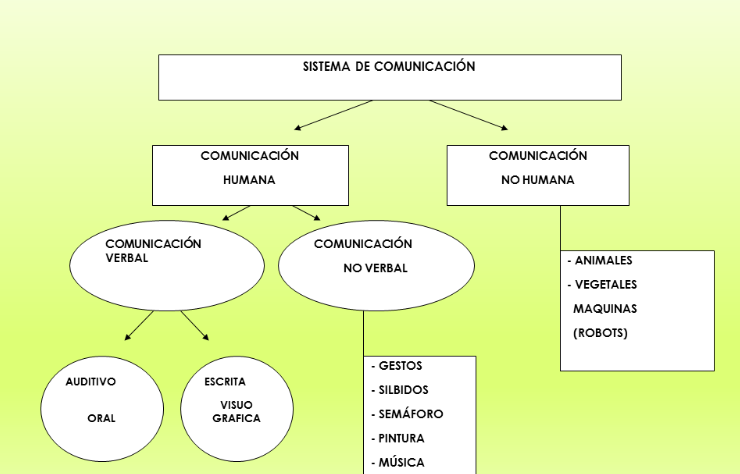 SISTEMA DE COMUNICACIÓN
COMUNICACIÓN
HUMANA
COMUNICACIÓN
NO HUMANA
COMUNICACIÓN
VERBAL
COMUNICACIÓN
NO VERBAL
- ANIMALES
- VEGETALES
MAQUINAS
(ROBOTS)
AUDITIVO
ORAL
ESCRITA
VISUO
GRAFICA
- GESTOS
- SILBIDOS
- SEMÁFORO
- PINTURA
- MÚSICA